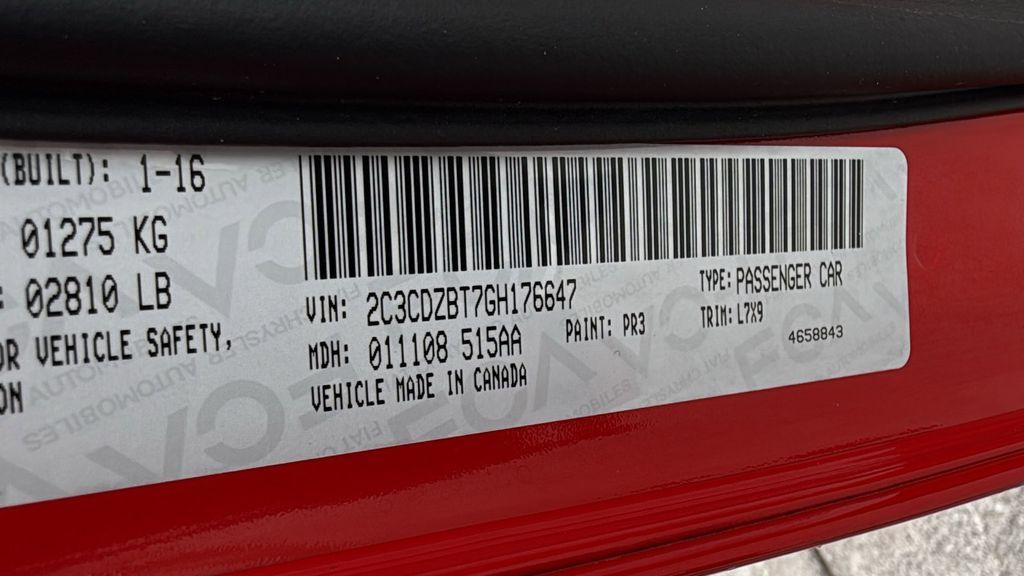 (BUILT): 1-16
01275 KG
: 02810 LB
OR VEHICLE SAFETY,
ON
VIN: 2C3CDZBT7GH176647
TYPE: PASSENGER CAR
MDH: 011108 515AA
PAINT: PR3
TRIM: L7X9
VEHICLE MADE IN CANADA
4658843